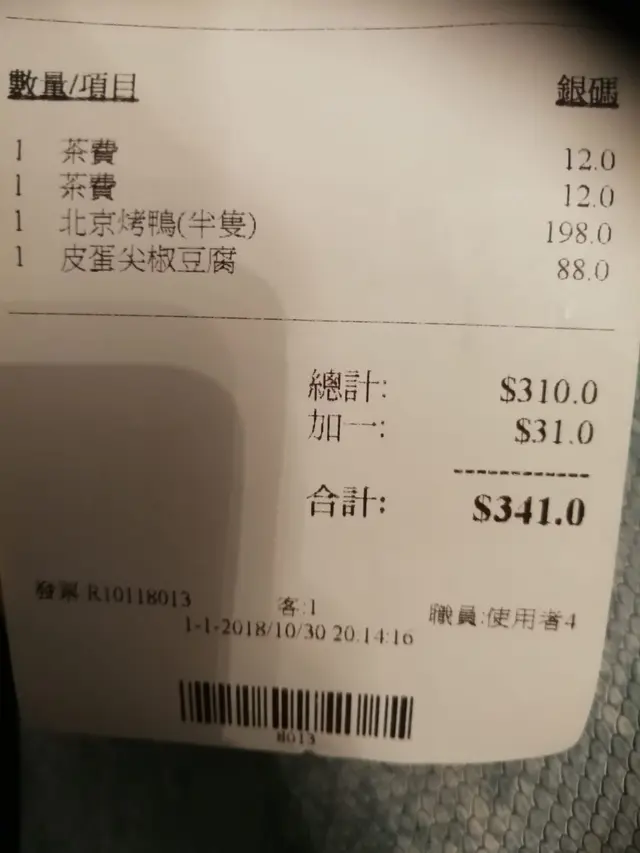 數量/項目 銀碼
1 茶費 12.0
1 茶費 12.0
1 北京烤鴨(半隻) 198.0
1 皮蛋尖椒豆腐 88.0
總計: $310.0
加一: $31.0
合計: $341.0
發票 R10118013 客:1 職員:使用者4
1-1-2018/10/30 20:14:16
8013